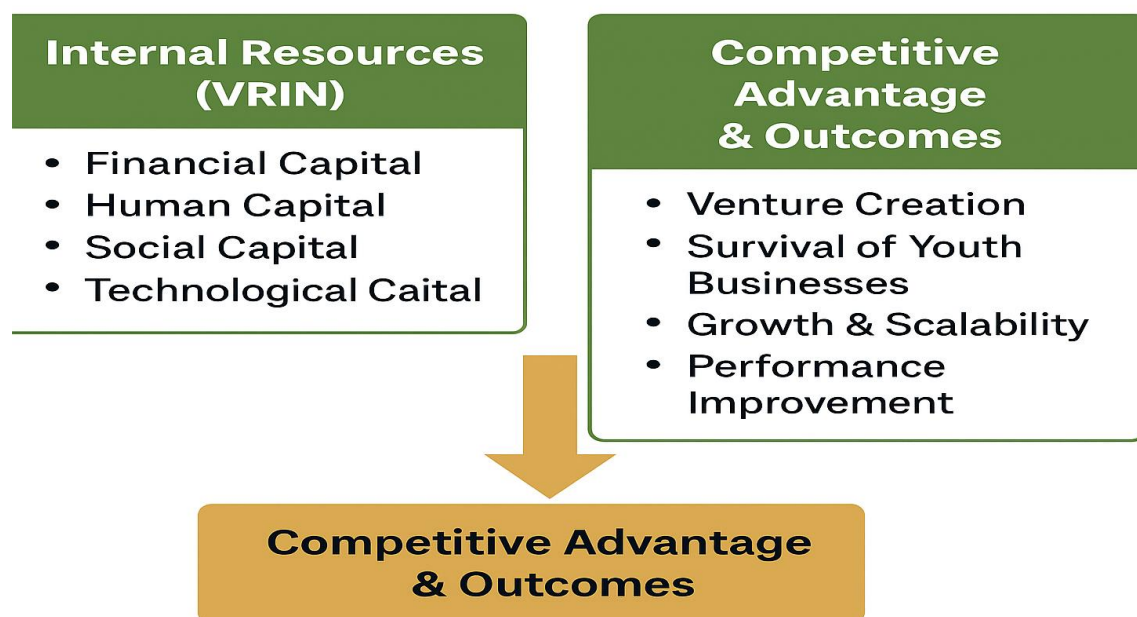 Internal Resources
(VRIN)
• Financial Capital
• Human Capital
• Social Capital
• Technological Caital
Competitive
Advantage
& Outcomes
• Venture Creation
• Survival of Youth
Businesses
• Growth & Scalability
• Performance
Improvement
Competitive Advantage
& Outcomes